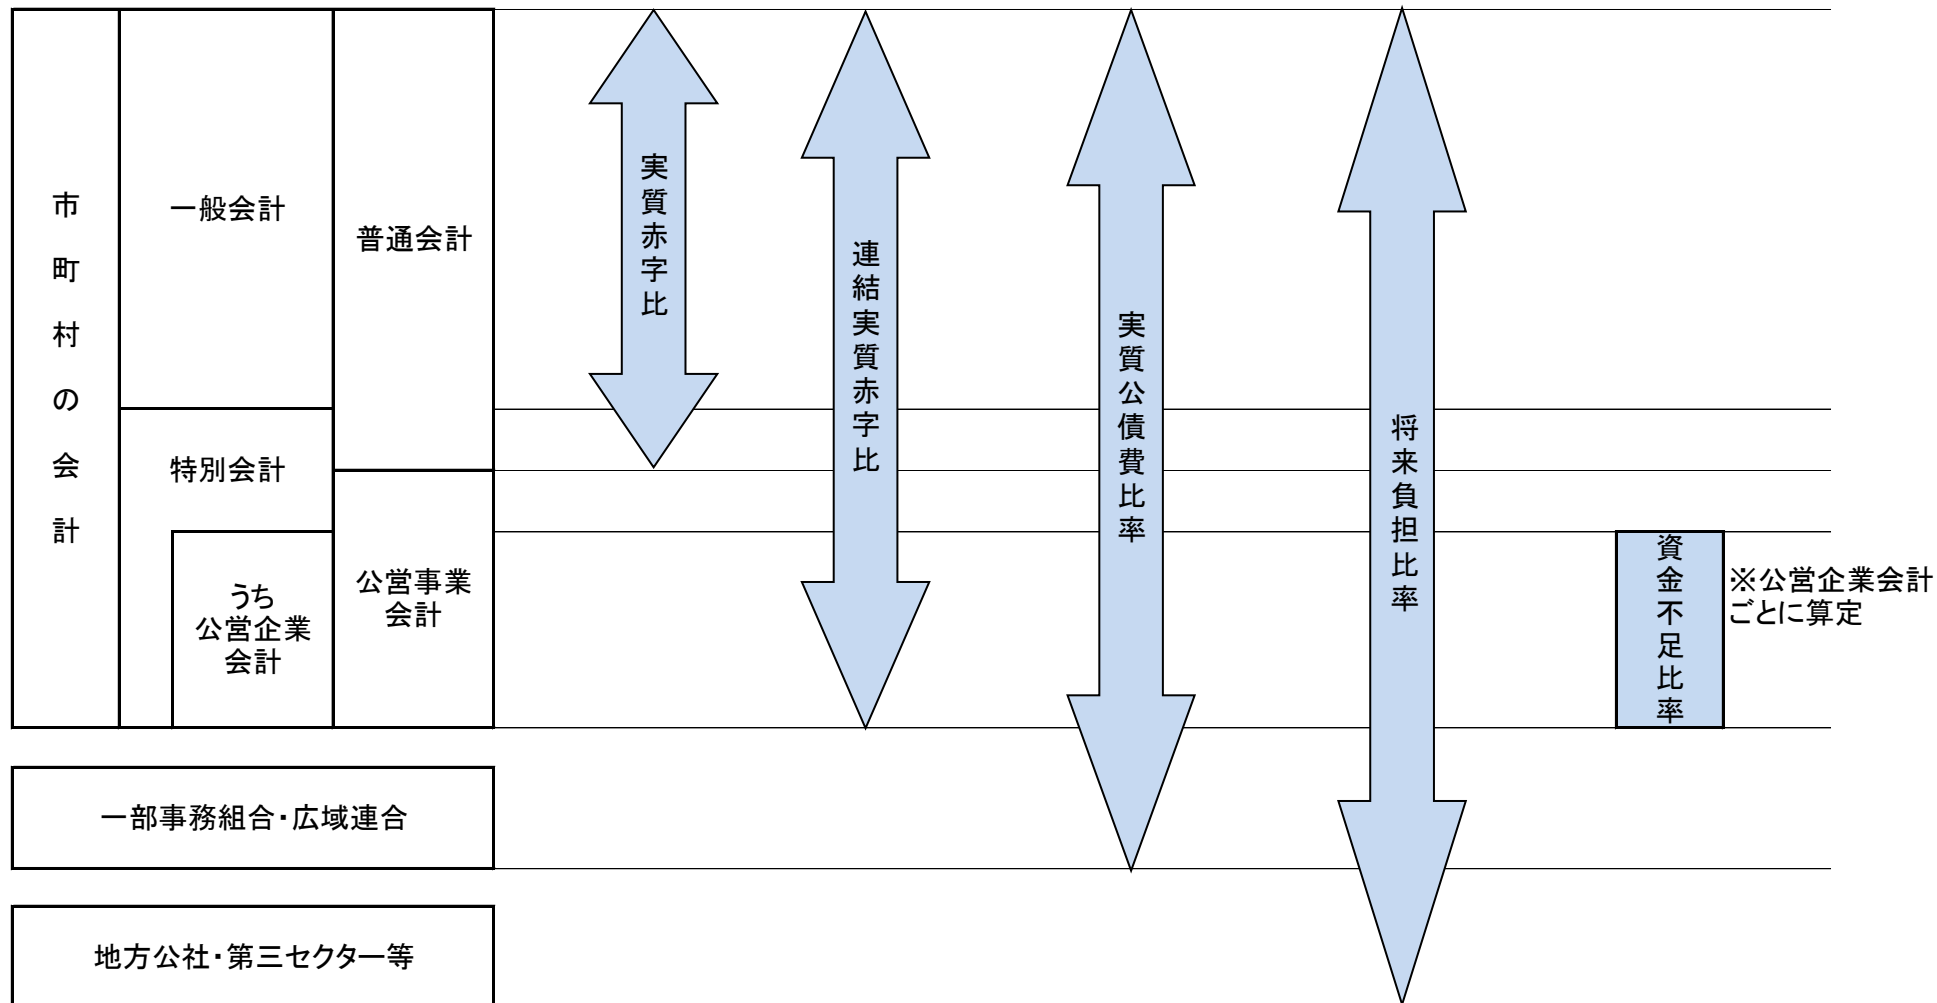 市町村の会計
一般会計
普通会計
特別会計
うち
公営企業
会計
公営事業
会計
一部事務組合・広域連合
地方公社・第三セクター等
実質赤字比
連結実質赤字比
実質公債費比率
将来負担比率
資金不足比率
※公営企業会計
ごとに算定